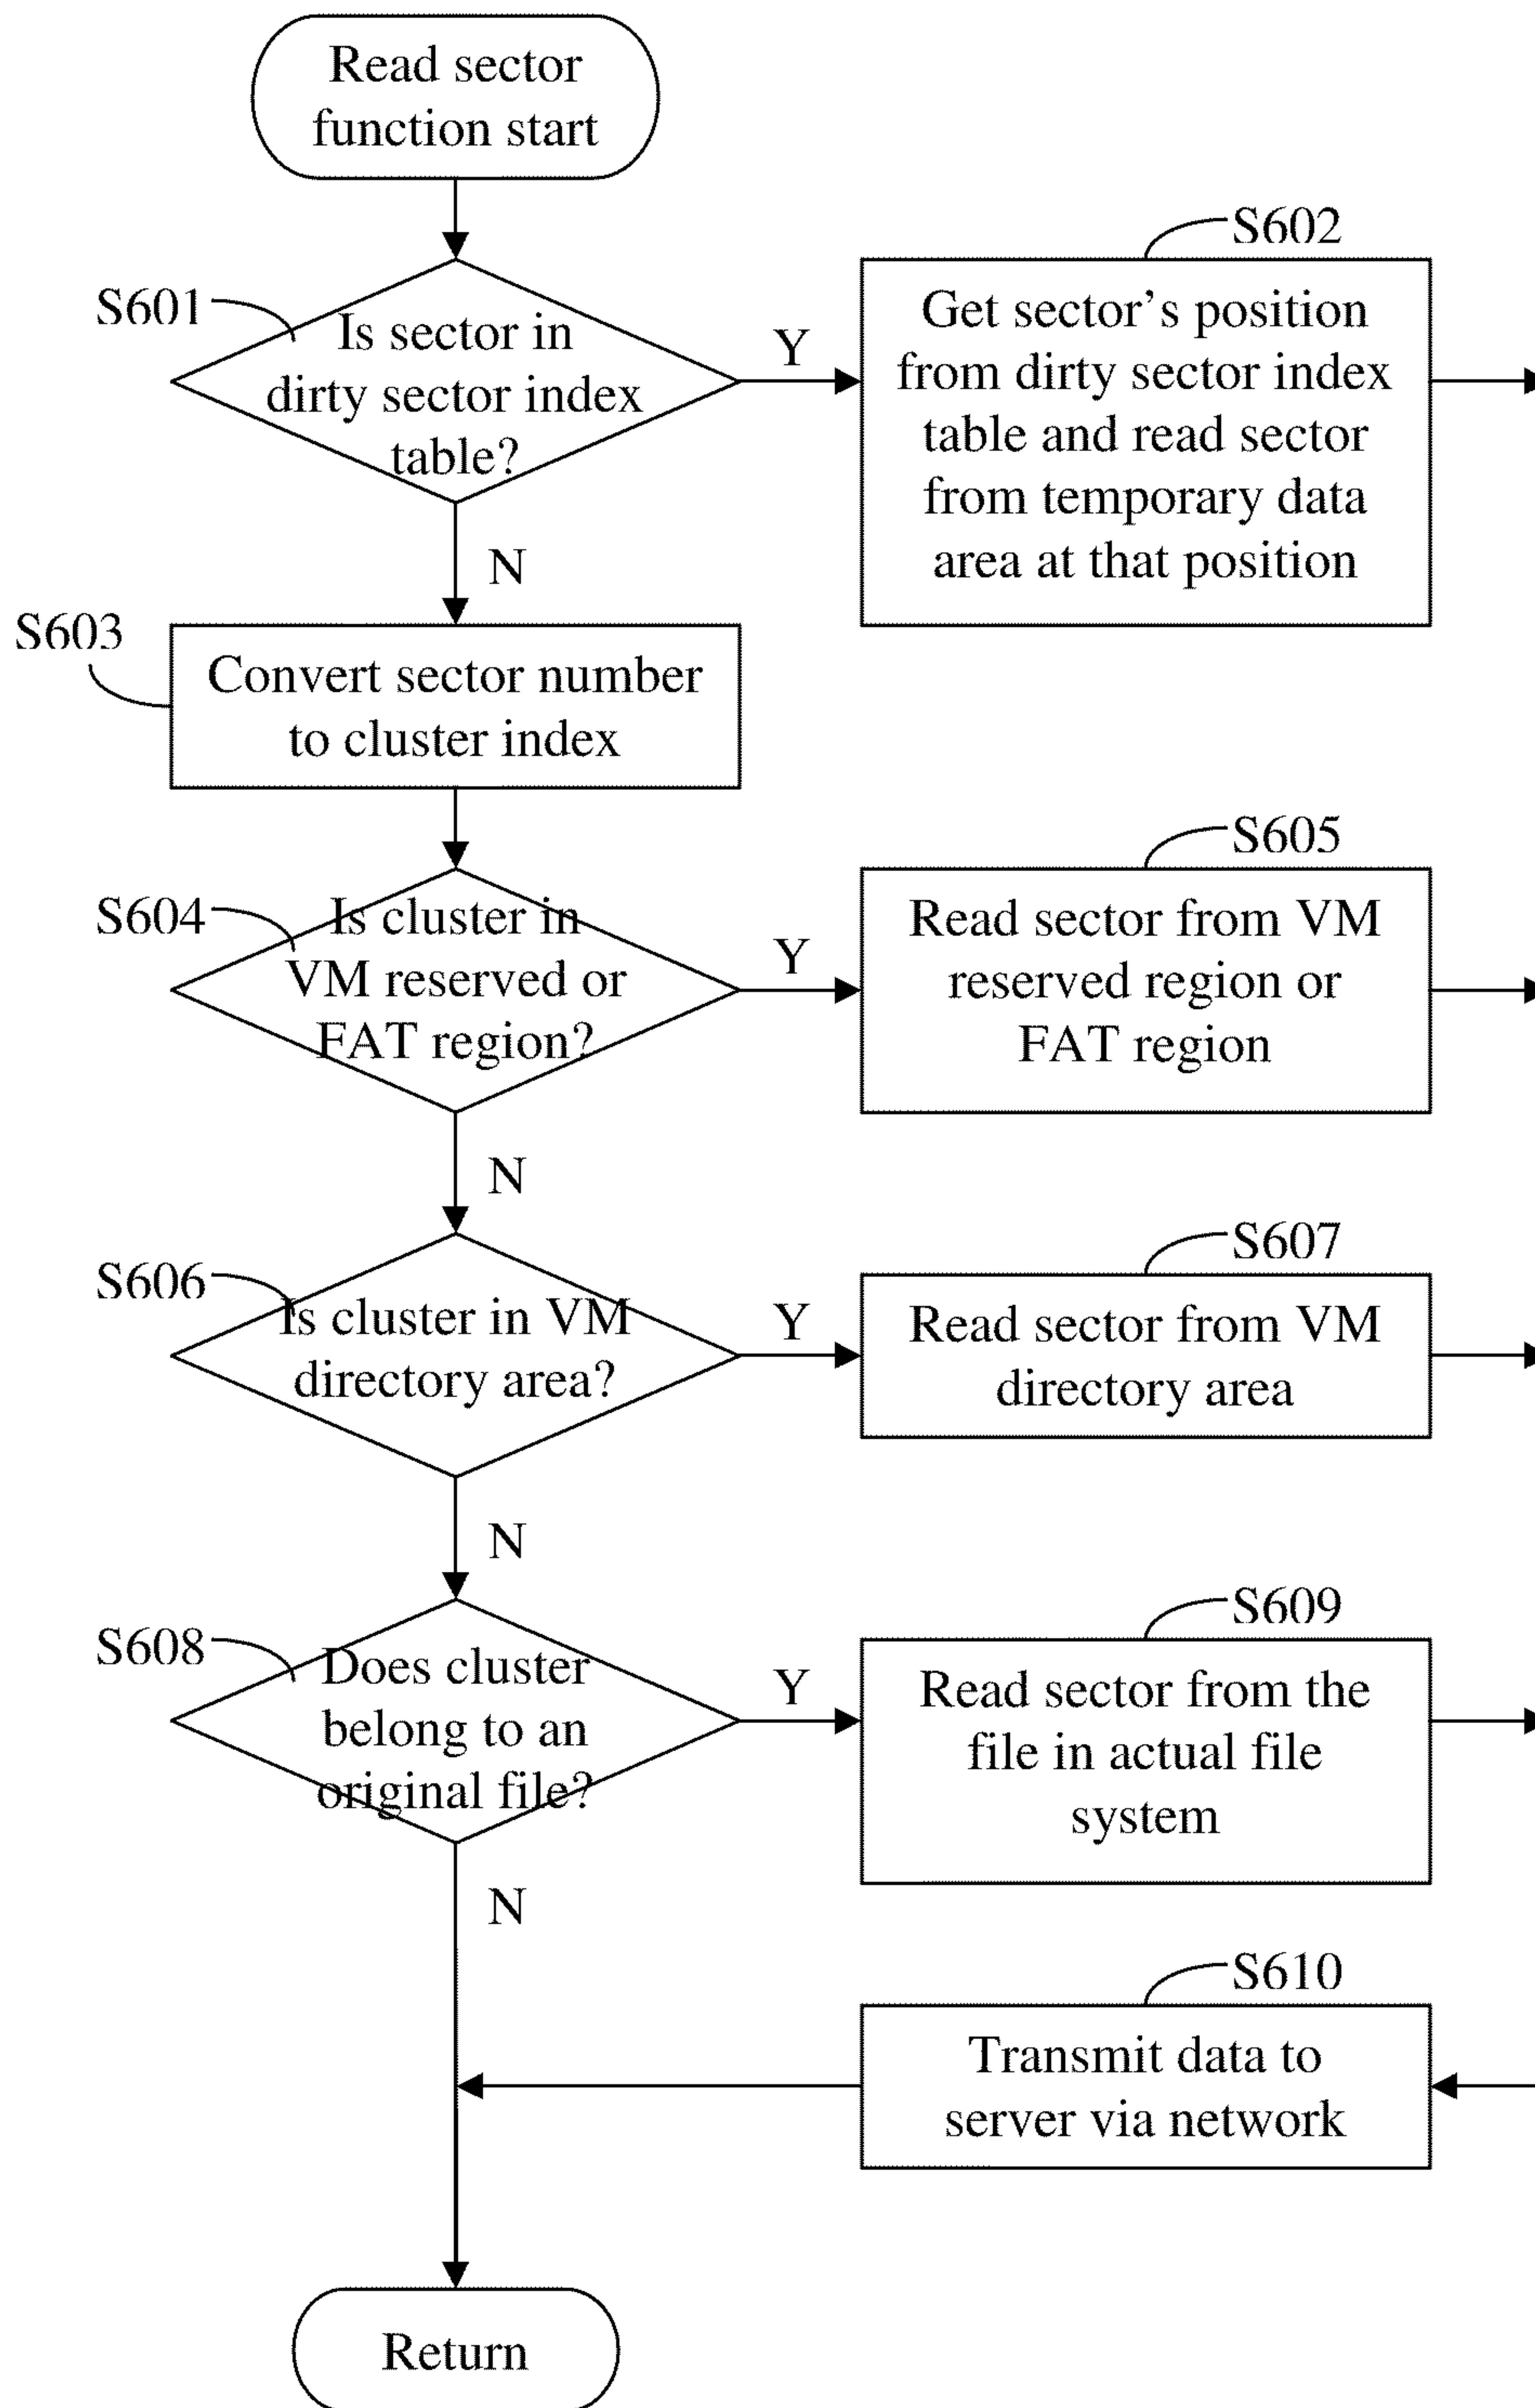 Read sector
function start
S601
Is sector in
dirty sector index
table?
Y
N
S602
Get sector's position
from dirty sector index
table and read sector
from temporary data
area at that position
S603
Convert sector number
to cluster index
S604
Is cluster in
VM reserved or
FAT region?
Y
N
S605
Read sector from VM
reserved region or
FAT region
S606
Is cluster in VM
directory area?
Y
N
S607
Read sector from VM
directory area
S608
Does cluster
belong to an
original file?
Y
N
S609
Read sector from the
file in actual file
system
S610
Transmit data to
server via network
Return